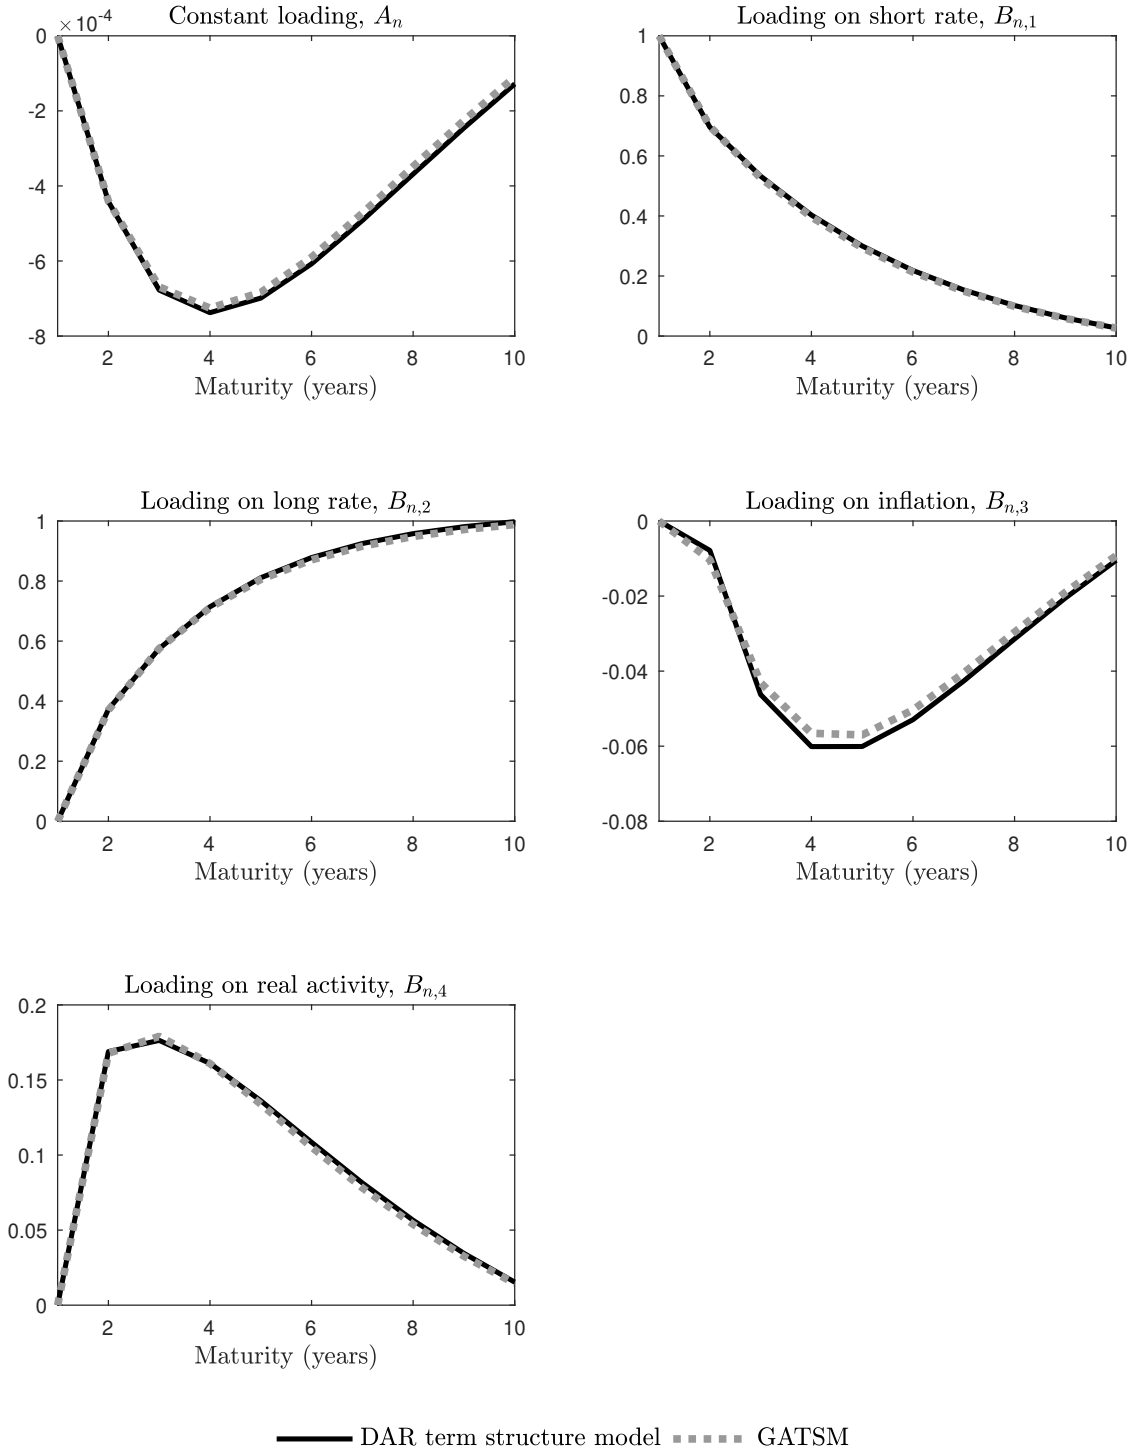 Constant loading, A_n
×10^-4
0
-2
-4
-6
-8
2 4 6 8 10
Maturity (years)
Loading on short rate, B_n,1
1
0.8
0.6
0.4
0.2
0
2 4 6 8 10
Maturity (years)
Loading on long rate, B_n,2
1
0.8
0.6
0.4
0.2
0
2 4 6 8 10
Maturity (years)
Loading on inflation, B_n,3
0
-0.02
-0.04
-0.06
-0.08
2 4 6 8 10
Maturity (years)
Loading on real activity, B_n,4
0.2
0.15
0.1
0.05
0
2 4 6 8 10
Maturity (years)
DAR term structure model GATSM